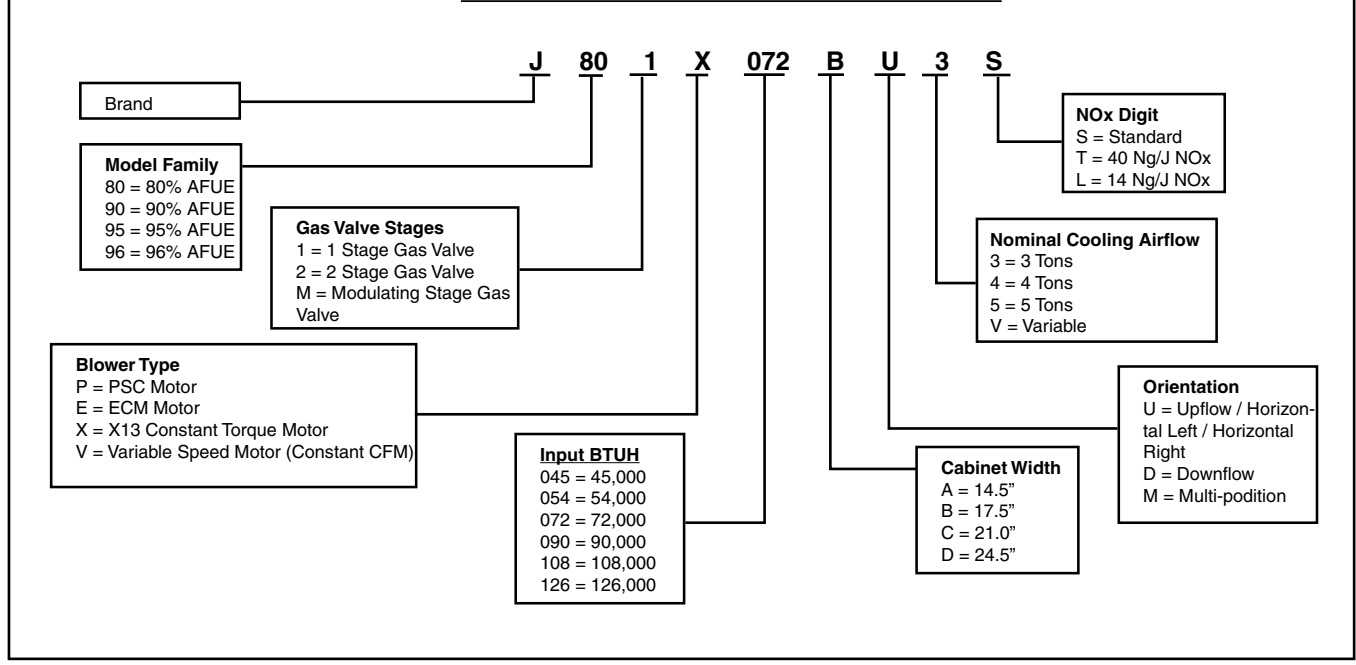 J 80 1 X 072 B U 3 S
Brand
Model Family
80 = 80% AFUE
90 = 90% AFUE
95 = 95% AFUE
96 = 96% AFUE
Gas Valve Stages
1 = 1 Stage Gas Valve
2 = 2 Stage Gas Valve
M = Modulating Stage Gas
Valve
Blower Type
P = PSC Motor
E = ECM Motor
X = X13 Constant Torque Motor
V = Variable Speed Motor (Constant CFM)
Input BTUH
045 = 45,000
054 = 54,000
072 = 72,000
090 = 90,000
108 = 108,000
126 = 126,000
Cabinet Width
A = 14.5”
B = 17.5”
C = 21.0”
D = 24.5”
Orientation
U = Upflow / Horizon-
tal Left / Horizontal
Right
D = Downflow
M = Multi-podition
Nominal Cooling Airflow
3 = 3 Tons
4 = 4 Tons
5 = 5 Tons
V = Variable
NOx Digit
S = Standard
T = 40 Ng/J NOx
L = 14 Ng/J NOx